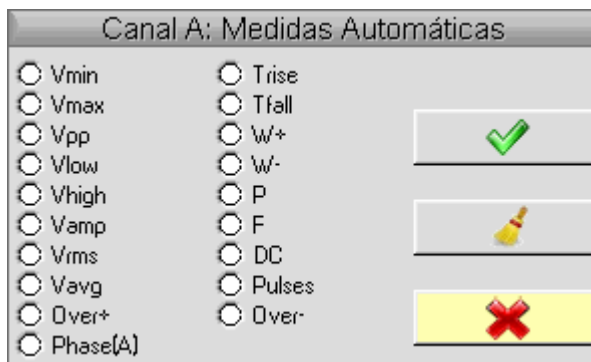 Canal A: Medidas Automáticas
Vmin
Vmax
Vpp
Vlow
Vhigh
Vamp
Vrms
Vavg
Over+
Phase(A)
Trise
Tfall
W+
W-
P
F
DC
Pulses
Over-